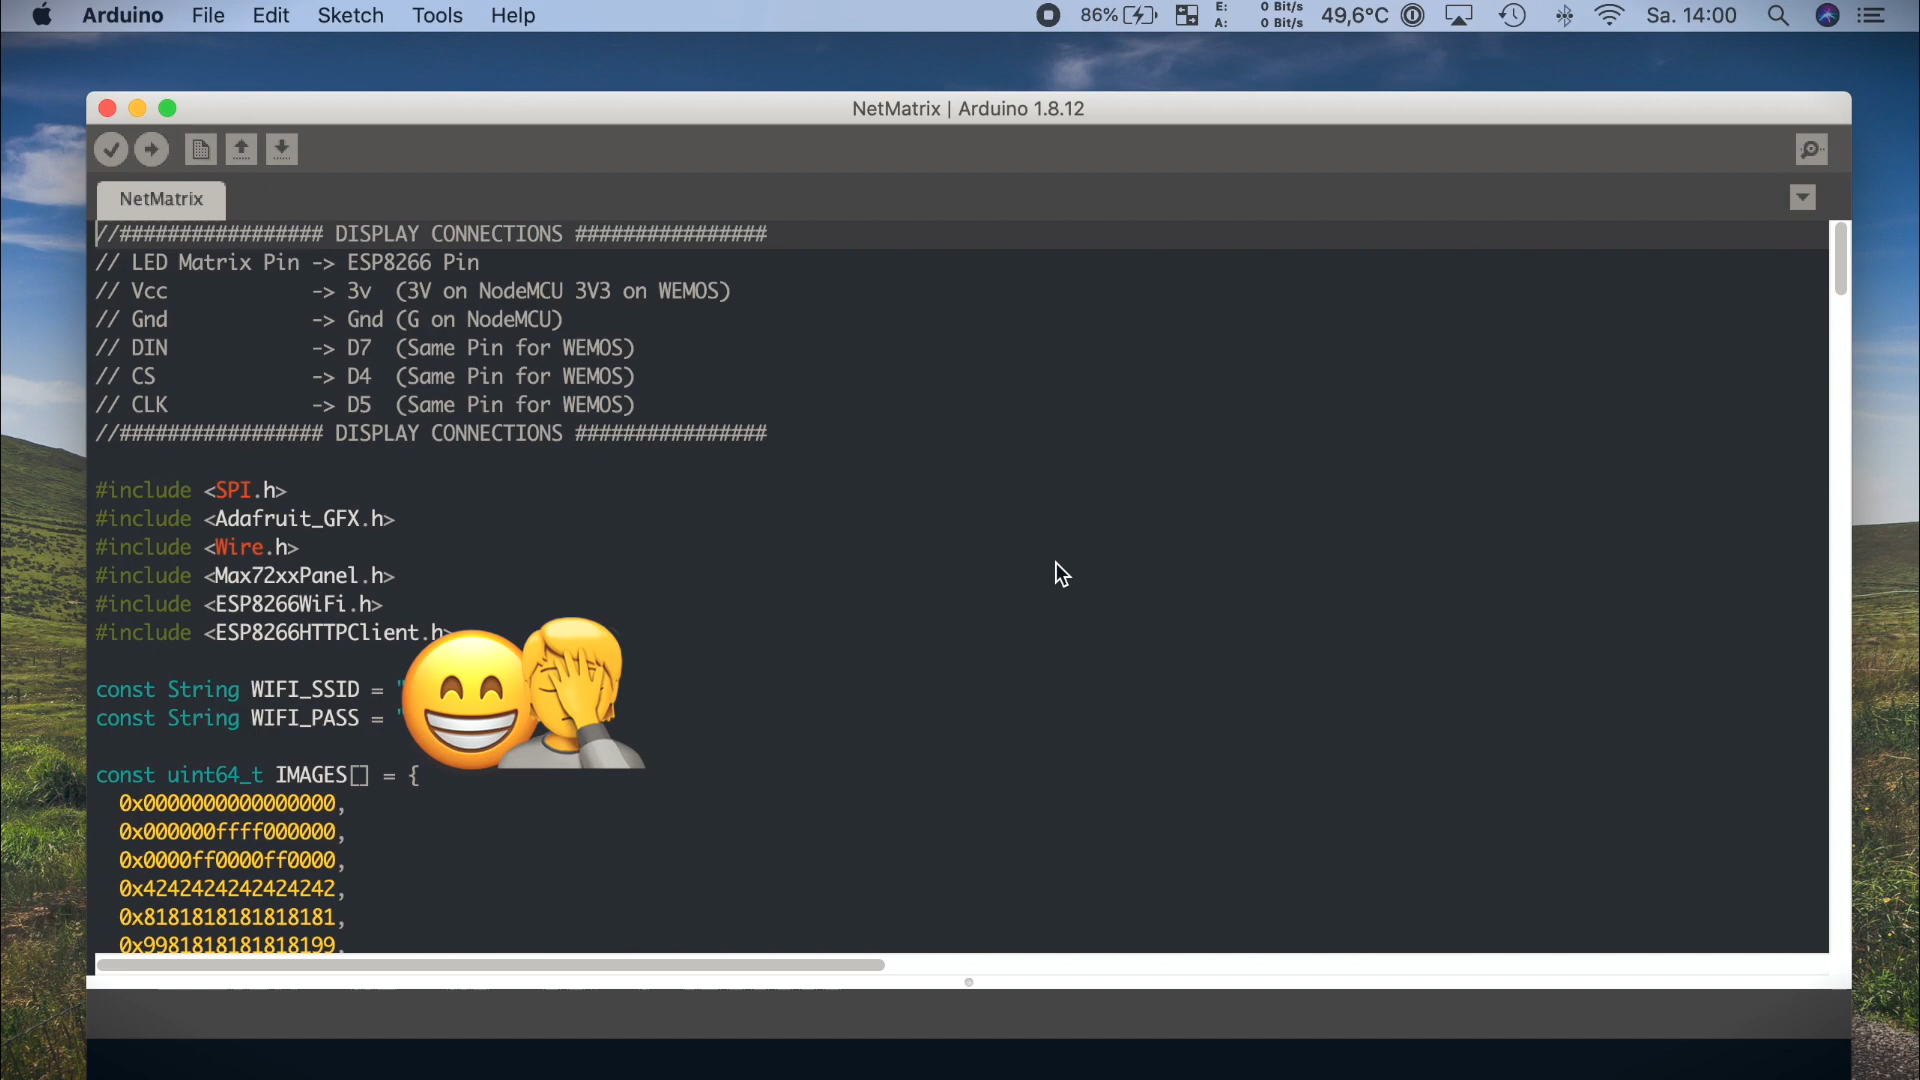 Arduino File Edit Sketch Tools Help 86% E: A: 0 Bit/s 0 Bit/s 49,6°C Sa. 14:00
NetMatrix | Arduino 1.8.12
NetMatrix
//################# DISPLAY CONNECTIONS ################
// LED Matrix Pin -> ESP8266 Pin
// Vcc -> 3v (3V on NodeMCU 3V3 on WEMOS)
// Gnd -> Gnd (G on NodeMCU)
// DIN -> D7 (Same Pin for WEMOS)
// CS -> D4 (Same Pin for WEMOS)
// CLK -> D5 (Same Pin for WEMOS)
//################# DISPLAY CONNECTIONS ################
#include <SPI.h>
#include <Adafruit_GFX.h>
#include <Wire.h>
#include <Max72xxPanel.h>
#include <ESP8266WiFi.h>
#include <ESP8266HTTPClient.h>
const String WIFI_SSID = "
const String WIFI_PASS = "
const uint64_t IMAGES[] = {
0x0000000000000000,
0x000000ffff000000,
0x0000ff0000ff0000,
0x4242424242424242,
0x8181818181818181,
0x9981818181818199,